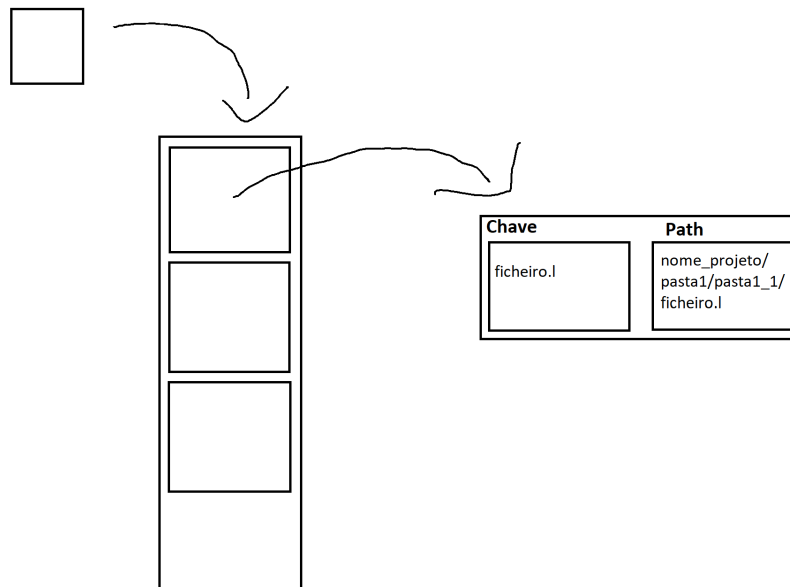 Chave
Path
ficheiro.l
nome_projeto/
pasta1/pasta1_1/
ficheiro.l